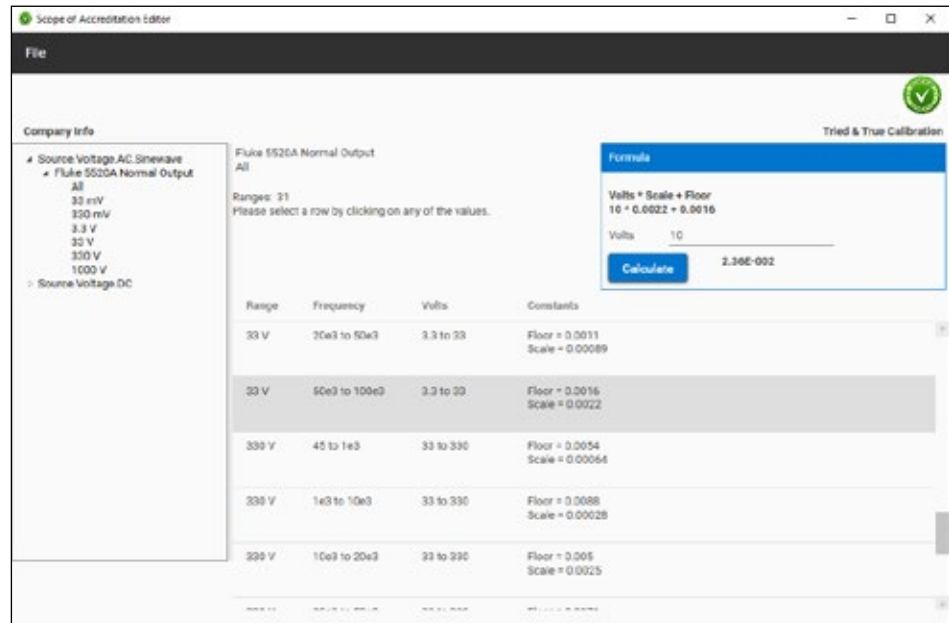 Scope of Accreditation Editor
File
Company Info
Tried & True Calibration
Source.Voltage.AC.Sinewave
Fluke 5520A Normal Output
All
33 mV
330 mV
3.3 V
33 V
330 V
1000 V
Source.Voltage.DC
Fluke 5520A Normal Output
All
Ranges: 31
Please select a row by clicking on any of the values.
Formula
Volts * Scale + Floor
10 * 0.0022 + 0.0016
Volts 10
Calculate 2.36E-002
Range Frequency Volts Constants
33 V 20e3 to 50e3 3.3 to 33 Floor = 0.0011
Scale = 0.00089
33 V 50e3 to 100e3 3.3 to 33 Floor = 0.0016
Scale = 0.0022
330 V 45 to 1e3 33 to 330 Floor = 0.0054
Scale = 0.00064
330 V 1e3 to 10e3 33 to 330 Floor = 0.0088
Scale = 0.00028
330 V 10e3 to 20e3 33 to 330 Floor = 0.005
Scale = 0.0025